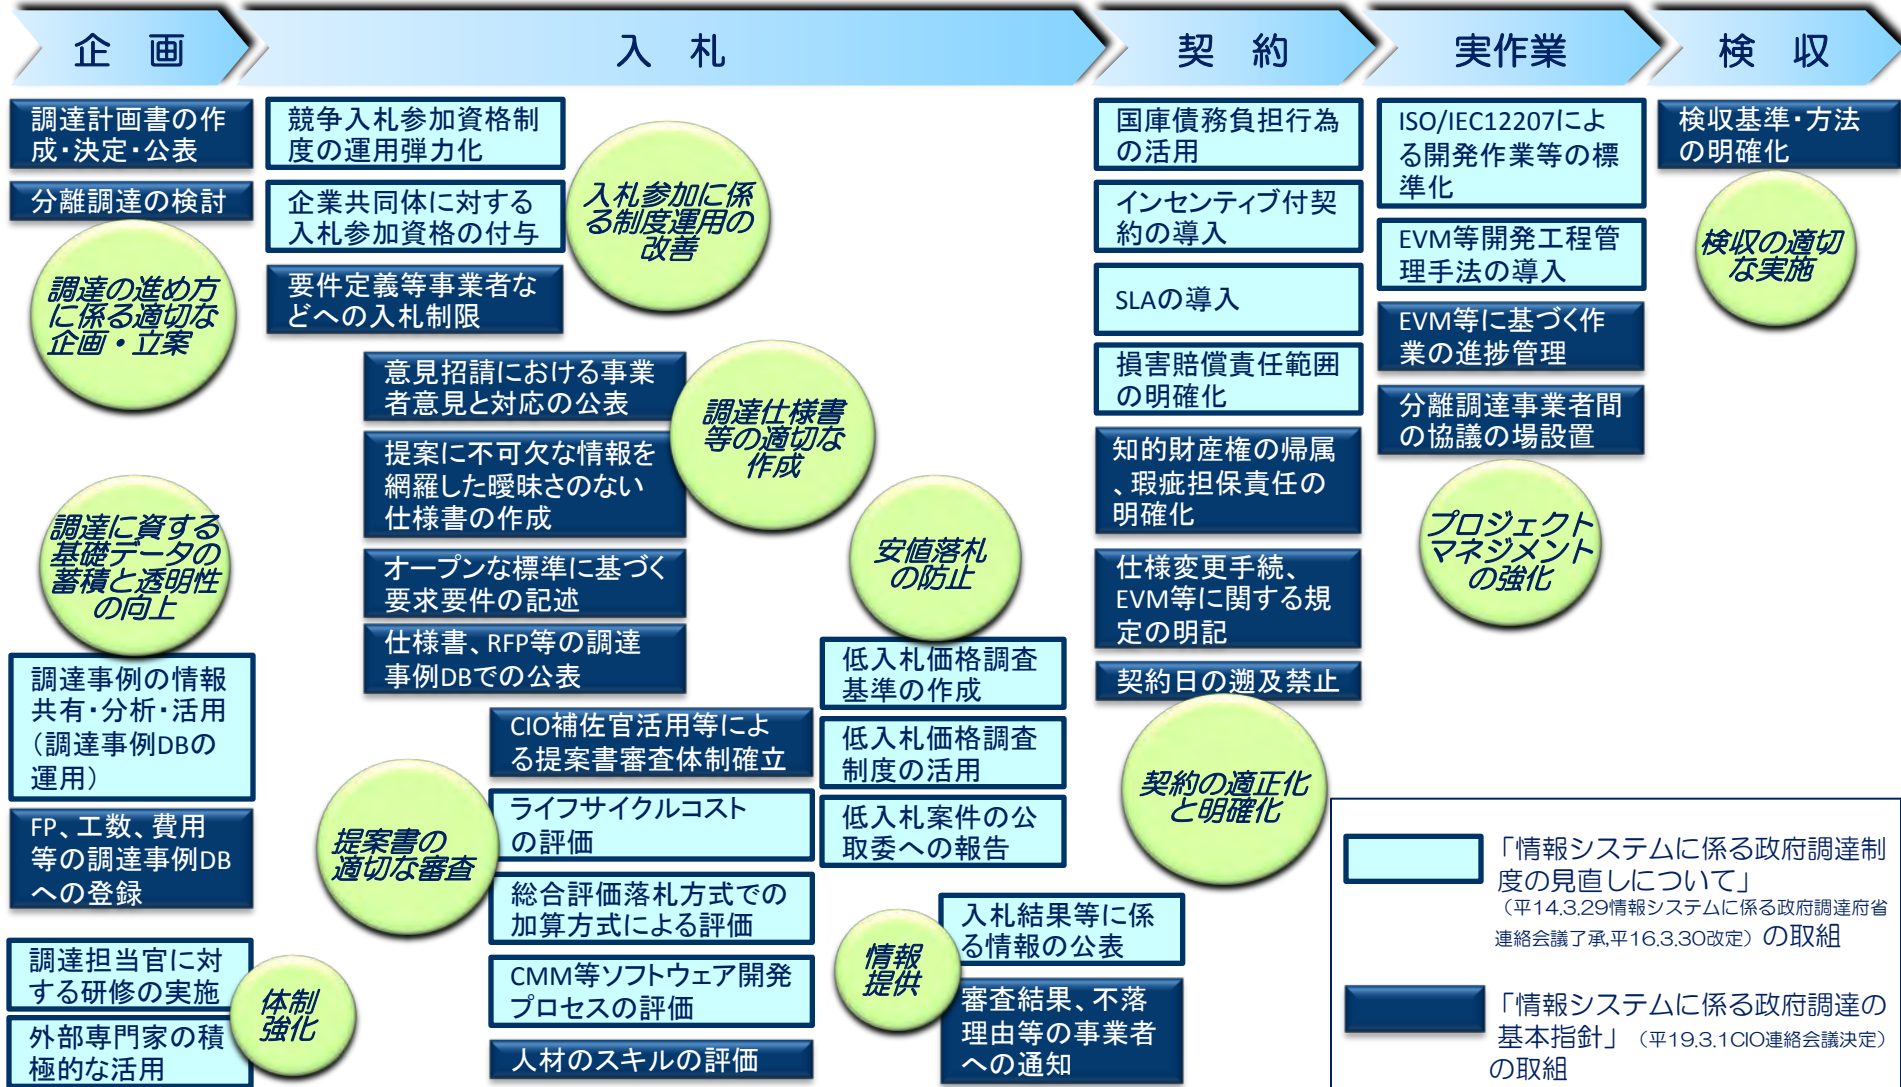 企　画
入　札
契　約
実作業
検　収
調達計画書の作
成・決定・公表
分離調達の検討
調達の進め方
に係る適切な
企画・立案
調達に資する
基礎データの
蓄積と透明性
の向上
調達事例の情報
共有・分析・活用
（調達事例DBの
運用）
FP、工数、費用
等の調達事例DB
への登録
調達担当官に対
する研修の実施
外部専門家の積
極的な活用
体制
強化
競争入札参加資格制
度の運用弾力化
企業共同体に対する
入札参加資格の付与
要件定義等事業者な
どへの入札制限
入札参加に係
る制度運用の
改善
意見招請における事業
者意見と対応の公表
提案に不可欠な情報を
網羅した曖昧さのない
仕様書の作成
オープンな標準に基づく
要求要件の記述
仕様書、RFP等の調達
事例DBでの公表
調達仕様書
等の適切な
作成
CIO補佐官活用等によ
る提案書審査体制確立
ライフサイクルコスト
の評価
総合評価落札方式での
加算方式による評価
CMM等ソフトウェア開発
プロセスの評価
人材のスキルの評価
提案書の
適切な審査
安値落札
の防止
低入札価格調査
基準の作成
低入札価格調査
制度の活用
低入札案件の公
取委への報告
情報
提供
入札結果等に係
る情報の公表
審査結果、不落
理由等の事業者
への通知
国庫債務負担行為
の活用
インセンティブ付契
約の導入
SLAの導入
損害賠償責任範囲
の明確化
知的財産権の帰属
、瑕疵担保責任の
明確化
仕様変更手続、
EVM等に関する規
定の明記
契約日の遡及禁止
契約の適正化
と明確化
ISO/IEC12207によ
る開発作業等の標
準化
EVM等開発工程管
理手法の導入
EVM等に基づく作
業の進捗管理
分離調達事業者間
の協議の場設置
プロジェクト
マネジメント
の強化
検収基準・方法
の明確化
検収の適切
な実施
「情報システムに係る政府調達制
度の見直しについて」
（平14.3.29情報システムに係る政府調達府省
連絡会議了承,平16.3.30改定）の取組
「情報システムに係る政府調達の
基本指針」（平19.3.1CIO連絡会議決定）
の取組